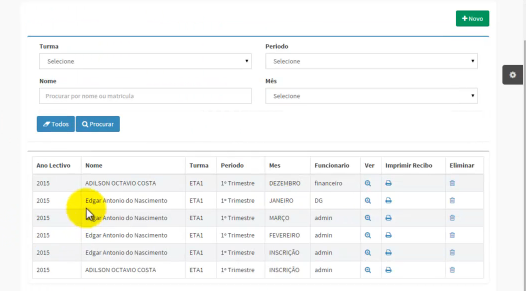 + Novo
Turma Periodo
Selecione Selecione
Nome Mês
Procurar por nome ou matricula Selecione
Todos Procurar
Ano Lectivo Nome Turma Periodo Mes Funcionario Ver Imprimir Recibo Eliminar
2015 ADILSON OCTAVIO COSTA ETA1 1º Trimestre DEZEMBRO financeiro
2015 Edgar Antonio do Nascimento ETA1 1º Trimestre JANEIRO DG
2015 Edgar Antonio do Nascimento ETA1 1º Trimestre MARÇO admin
2015 Edgar Antonio do Nascimento ETA1 1º Trimestre FEVEREIRO admin
2015 Edgar Antonio do Nascimento ETA1 1º Trimestre INSCRIÇÃO admin
2015 ADILSON OCTAVIO COSTA ETA1 1º Trimestre INSCRIÇÃO admin